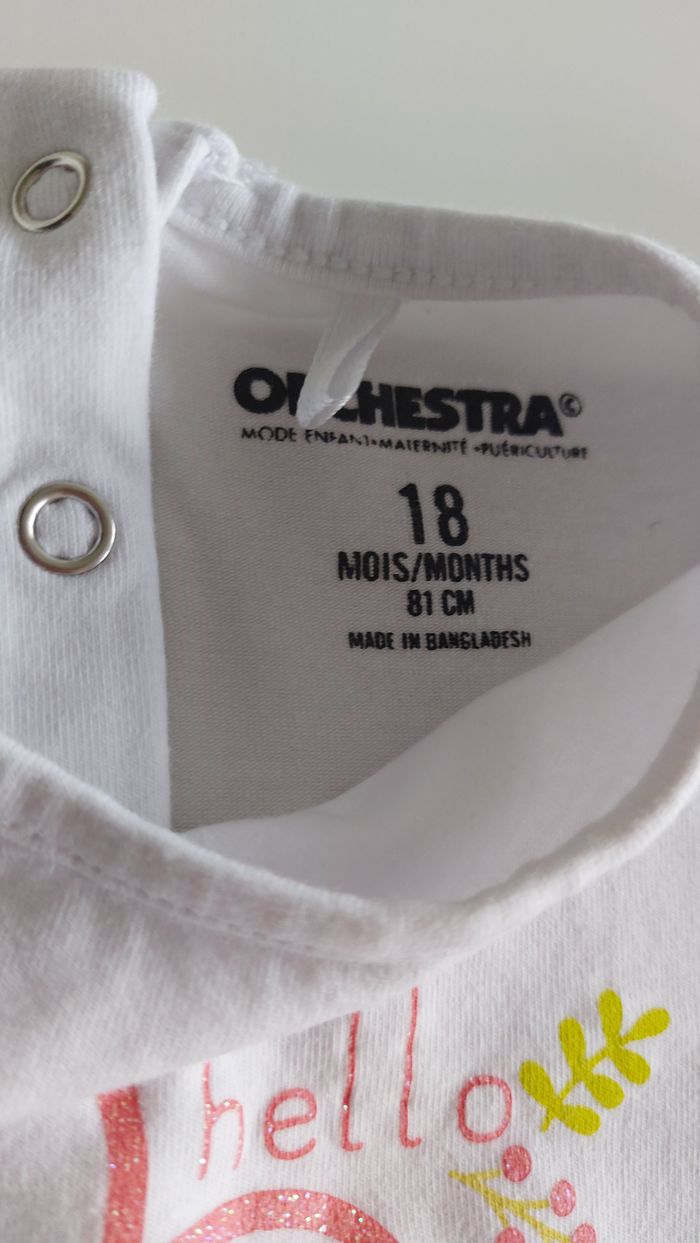 ORCHESTRA©
MODE ENFANT•MATERNITÉ •PUÉRICULTURE
18
MOIS/MONTHS
81 CM
MADE IN BANGLADESH
hello